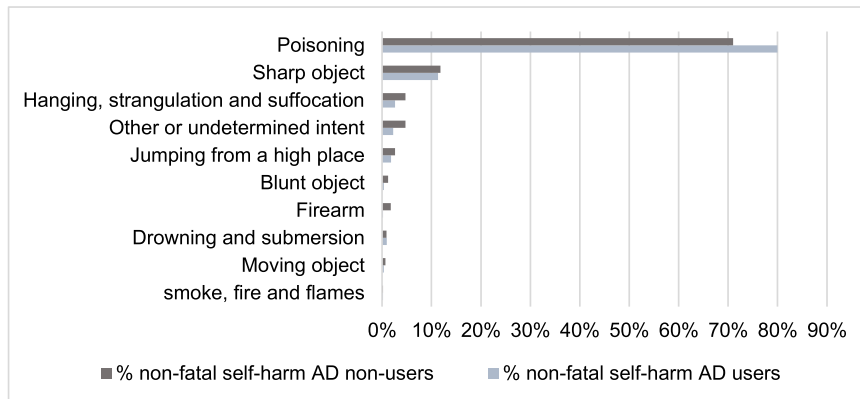 Poisoning
Sharp object
Hanging, strangulation and suffocation
Other or undetermined intent
Jumping from a high place
Blunt object
Firearm
Drowning and submersion
Moving object
smoke, fire and flames
0% 10% 20% 30% 40% 50% 60% 70% 80% 90%
% non-fatal self-harm AD non-users % non-fatal self-harm AD users